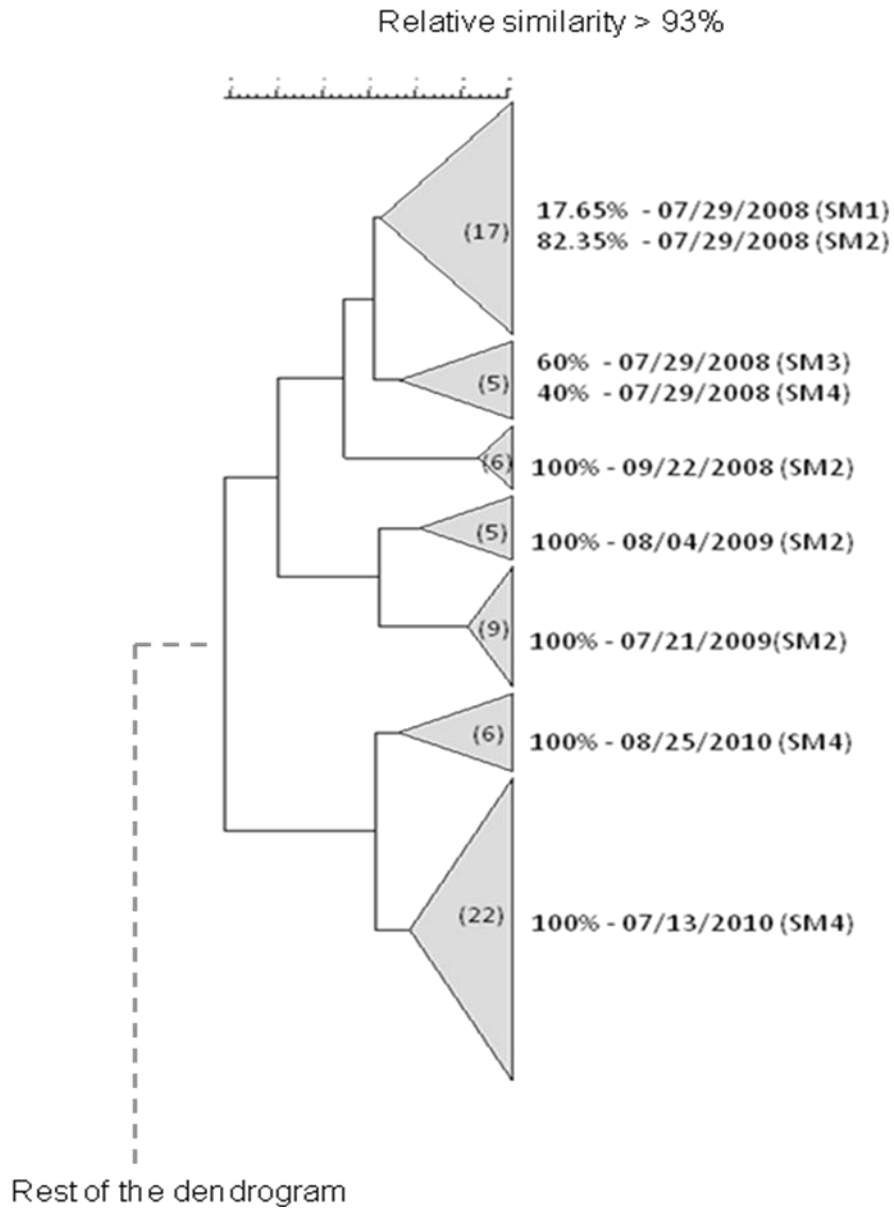 Relative similarity > 93%
(17)
17.65% - 07/29/2008 (SM1)
82.35% - 07/29/2008 (SM2)
(5)
60% - 07/29/2008 (SM3)
40% - 07/29/2008 (SM4)
(6)
100% - 09/22/2008 (SM2)
(5)
100% - 08/04/2009 (SM2)
(9)
100% - 07/21/2009(SM2)
(6)
100% - 08/25/2010 (SM4)
(22)
100% - 07/13/2010 (SM4)
Rest of the dendrogram